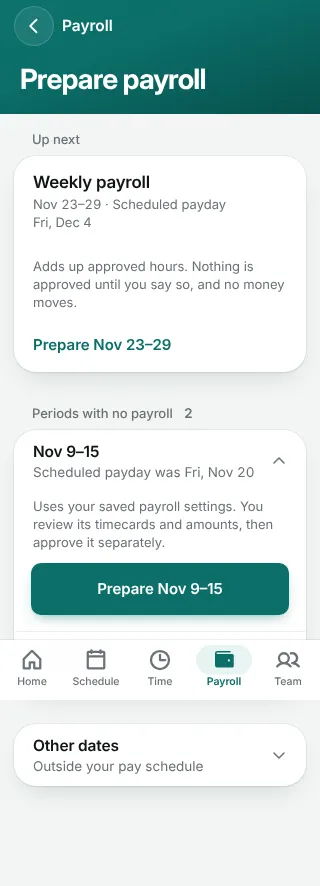 Payroll
Prepare payroll
Up next
Weekly payroll
Nov 23–29 · Scheduled payday
Fri, Dec 4
Adds up approved hours. Nothing is
approved until you say so, and no money
moves.
Prepare Nov 23–29
Periods with no payroll 2
Nov 9–15
Scheduled payday was Fri, Nov 20
Uses your saved payroll settings. You
review its timecards and amounts, then
approve it separately.
Prepare Nov 9–15
Home
Schedule
Time
Payroll
Team
Other dates
Outside your pay schedule